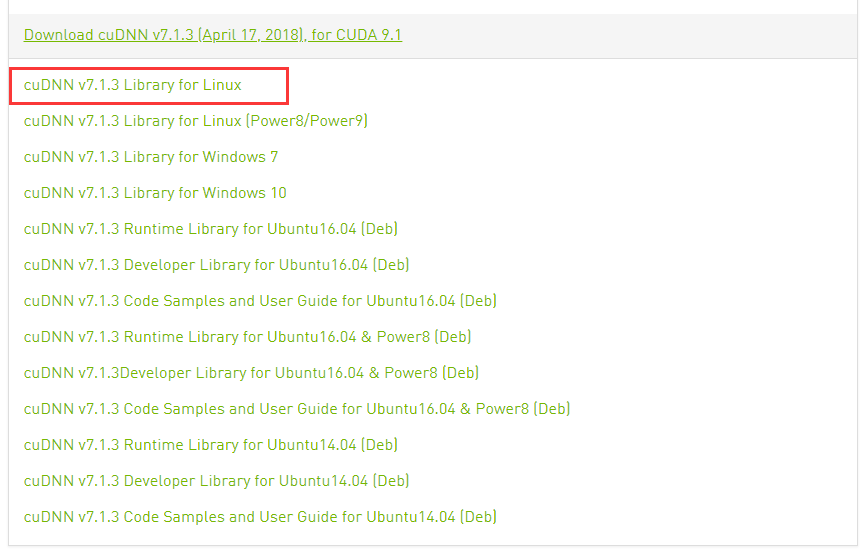 Download cuDNN v7.1.3 (April 17, 2018), for CUDA 9.1
cuDNN v7.1.3 Library for Linux
cuDNN v7.1.3 Library for Linux (Power8/Power9)
cuDNN v7.1.3 Library for Windows 7
cuDNN v7.1.3 Library for Windows 10
cuDNN v7.1.3 Runtime Library for Ubuntu16.04 (Deb)
cuDNN v7.1.3 Developer Library for Ubuntu16.04 (Deb)
cuDNN v7.1.3 Code Samples and User Guide for Ubuntu16.04 (Deb)
cuDNN v7.1.3 Runtime Library for Ubuntu16.04 & Power8 (Deb)
cuDNN v7.1.3Developer Library for Ubuntu16.04 & Power8 (Deb)
cuDNN v7.1.3 Code Samples and User Guide for Ubuntu16.04 & Power8 (Deb)
cuDNN v7.1.3 Runtime Library for Ubuntu14.04 (Deb)
cuDNN v7.1.3 Developer Library for Ubuntu14.04 (Deb)
cuDNN v7.1.3 Code Samples and User Guide for Ubuntu14.04 (Deb)